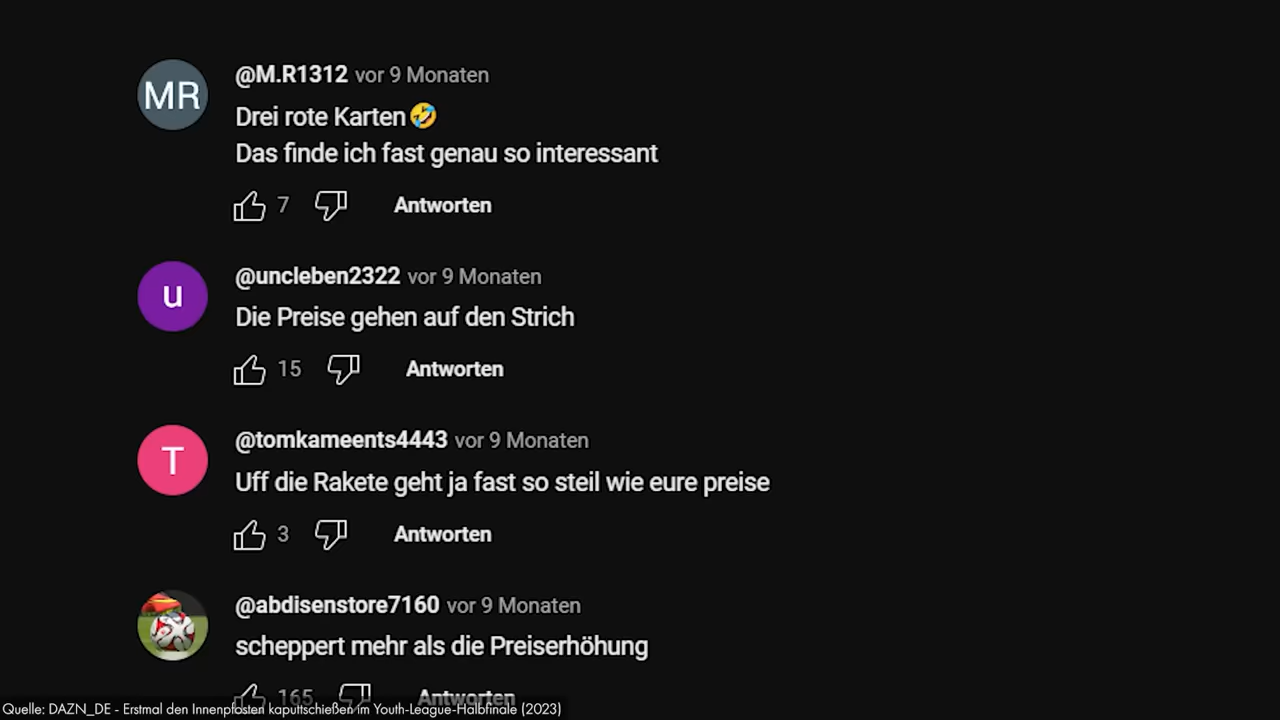 MR
@M.R1312 vor 9 Monaten
Drei rote Karten🤣
Das finde ich fast genau so interessant
7 Antworten
u
@uncleben2322 vor 9 Monaten
Die Preise gehen auf den Strich
15 Antworten
T
@tomkameents4443 vor 9 Monaten
Uff die Rakete geht ja fast so steil wie eure preise
3 Antworten
@abdisenstore7160 vor 9 Monaten
scheppert mehr als die Preiserhöhung
165 Antworten
Quelle: DAZN_DE - Erstmal den Innenpfosten kaputtschießen im Youth-League-Halbfinale (2023)